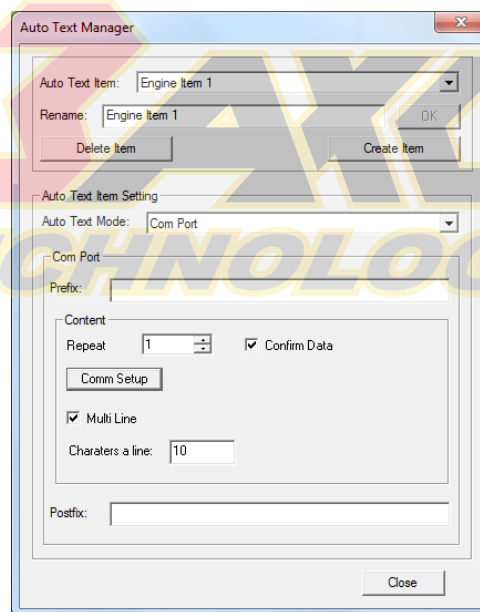 Auto Text Manager
Auto Text Item: Engine Item 1
Rename: Engine Item 1 OK
Delete Item Create Item
Auto Text Item Setting
Auto Text Mode: Com Port
Com Port
Prefix:
Content
Repeat 1 Confirm Data
Comm Setup
Multi Line
Charaters a line: 10
Postfix:
Close